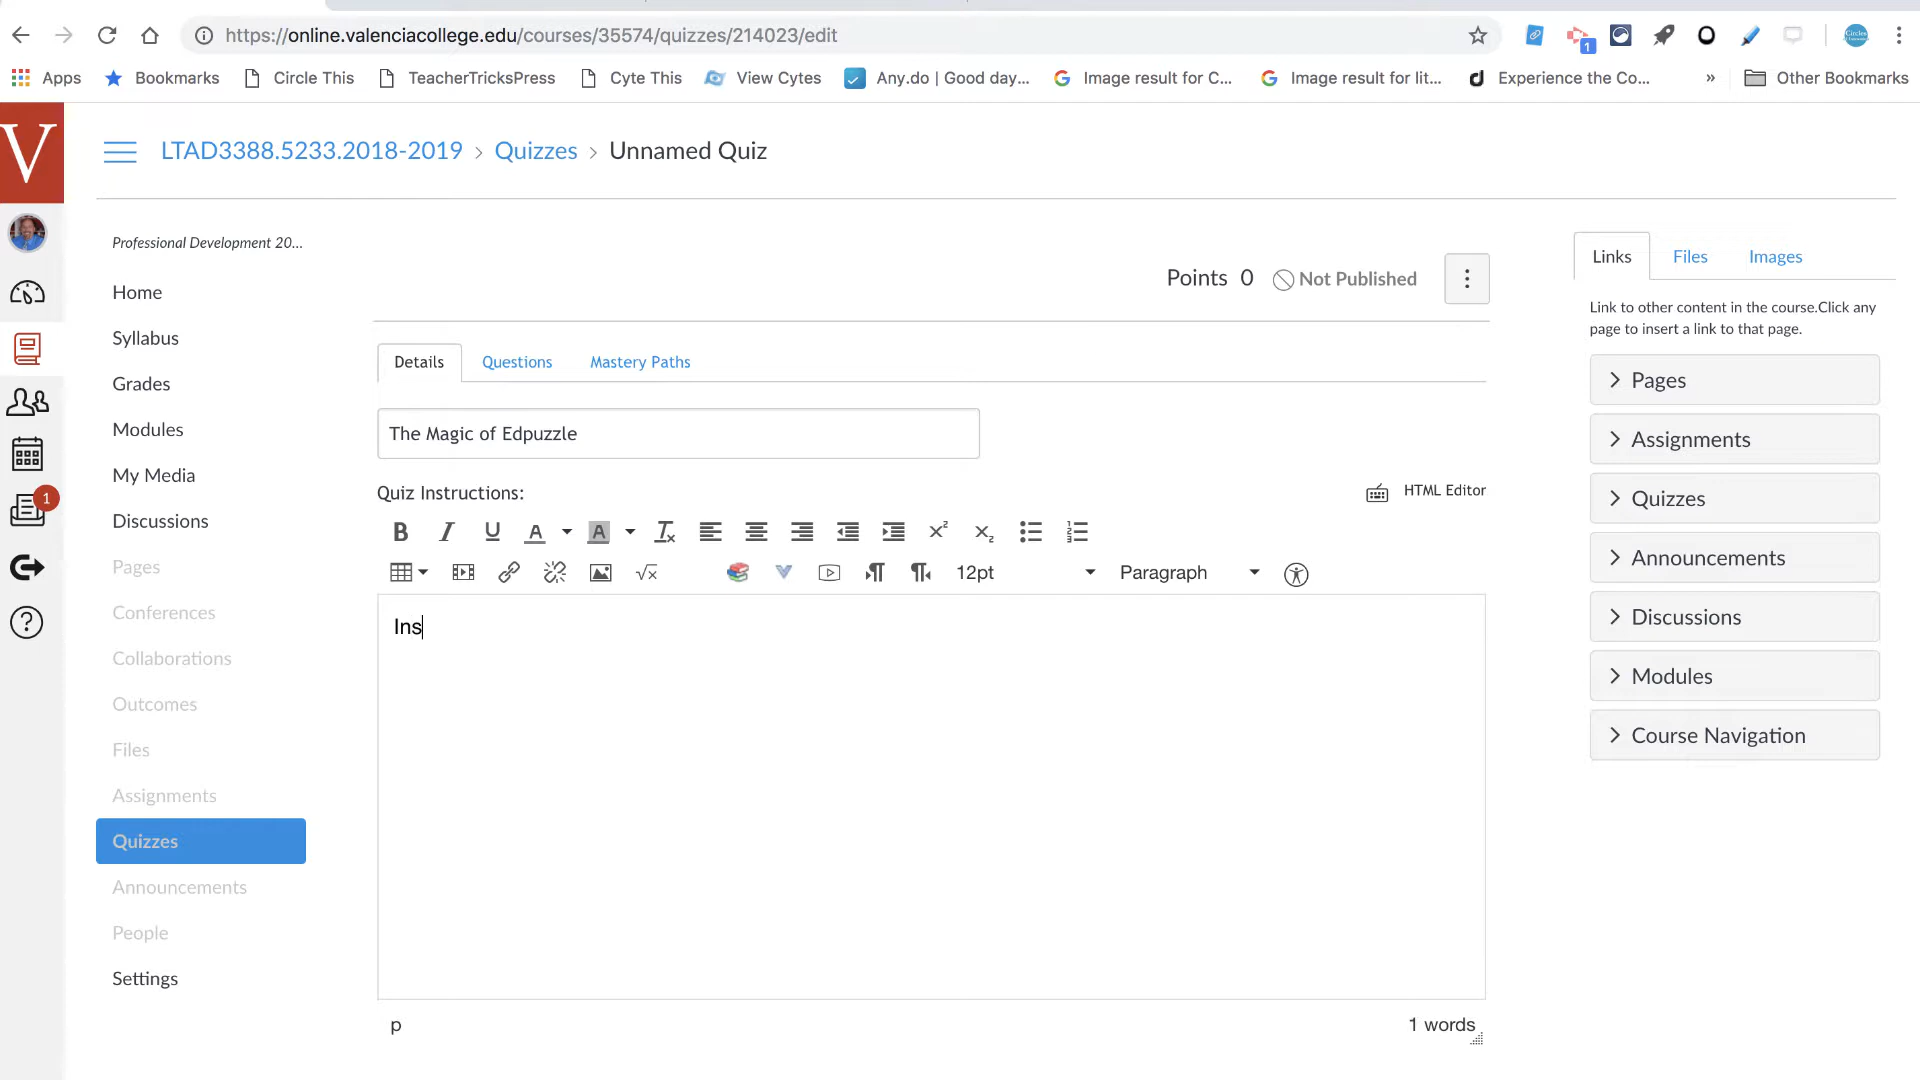 https://online.valenciacollege.edu/courses/35574/quizzes/214023/edit
1
Apps
Bookmarks
Circle This
TeacherTricksPress
Cyte This
View Cytes
Any.do | Good day...
Image result for C...
Image result for lit...
Experience the Co...
»
Other Bookmarks
V
LTAD3388.5233.2018-2019 > Quizzes > Unnamed Quiz
Professional Development 20...
Home
Syllabus
Grades
Modules
My Media
Discussions
Pages
Conferences
Collaborations
Outcomes
Files
Assignments
Quizzes
Announcements
People
Settings
1
Points 0 Not Published
Details
Questions
Mastery Paths
The Magic of Edpuzzle
Quiz Instructions:
HTML Editor
12pt
Paragraph
Ins
p
1 words
Links
Files
Images
Link to other content in the course.Click any
page to insert a link to that page.
Pages
Assignments
Quizzes
Announcements
Discussions
Modules
Course Navigation